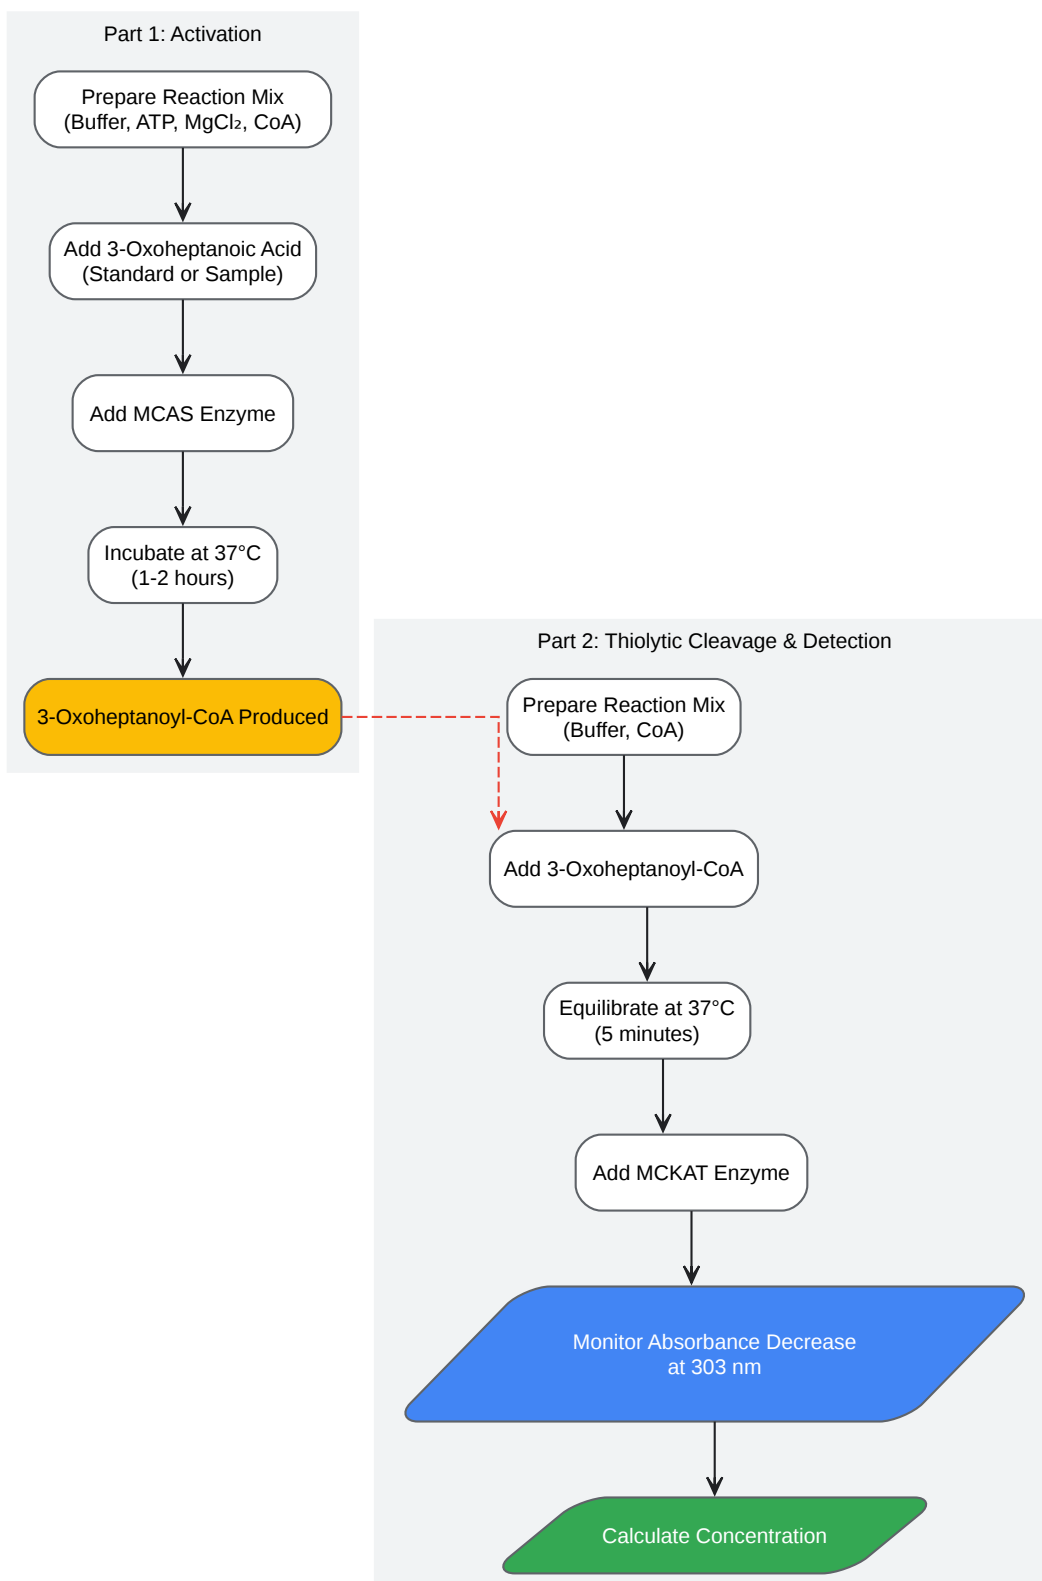 Part 1: Activation
Prepare Reaction Mix
(Buffer, ATP, MgCl₂, CoA)
Add 3-Oxoheptanoic Acid
(Standard or Sample)
Add MCAS Enzyme
Incubate at 37°C
(1-2 hours)
3-Oxoheptanoyl-CoA Produced
Part 2: Thiolytic Cleavage & Detection
Prepare Reaction Mix
(Buffer, CoA)
Add 3-Oxoheptanoyl-CoA
Equilibrate at 37°C
(5 minutes)
Add MCKAT Enzyme
Monitor Absorbance Decrease
at 303 nm
Calculate Concentration